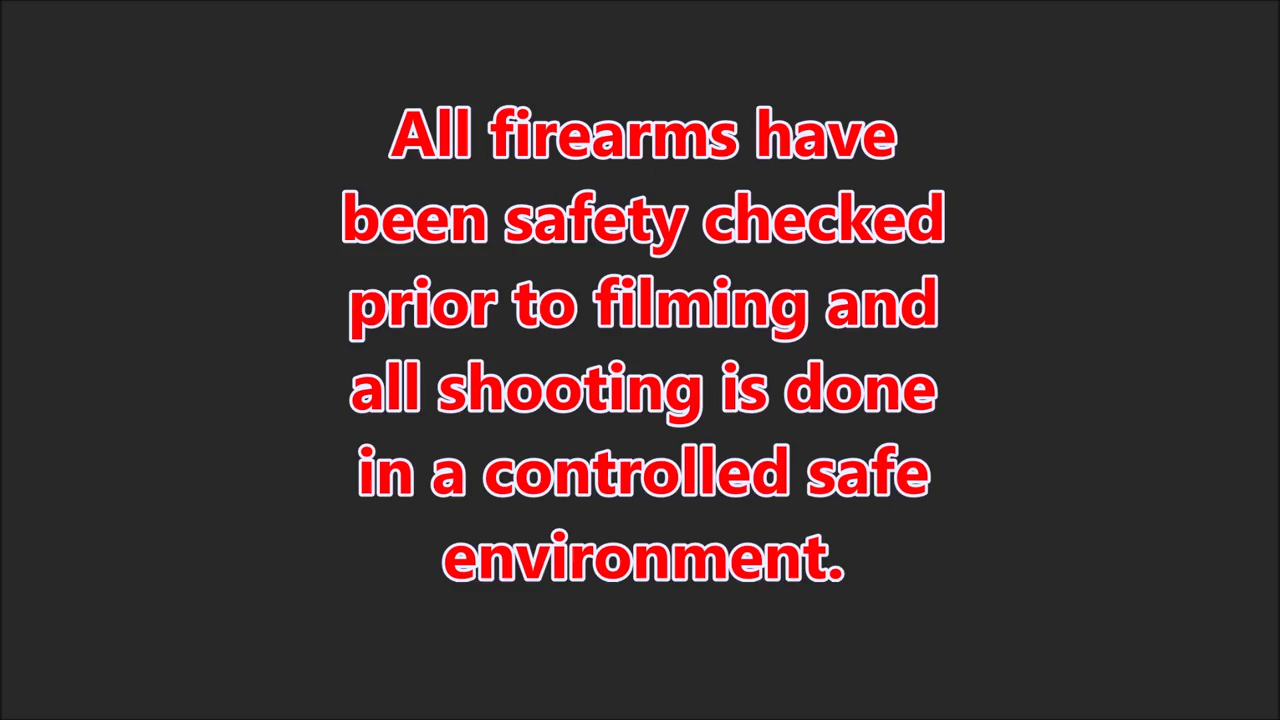 All firearms have
been safety checked
prior to filming and
all shooting is done
in a controlled safe
environment.